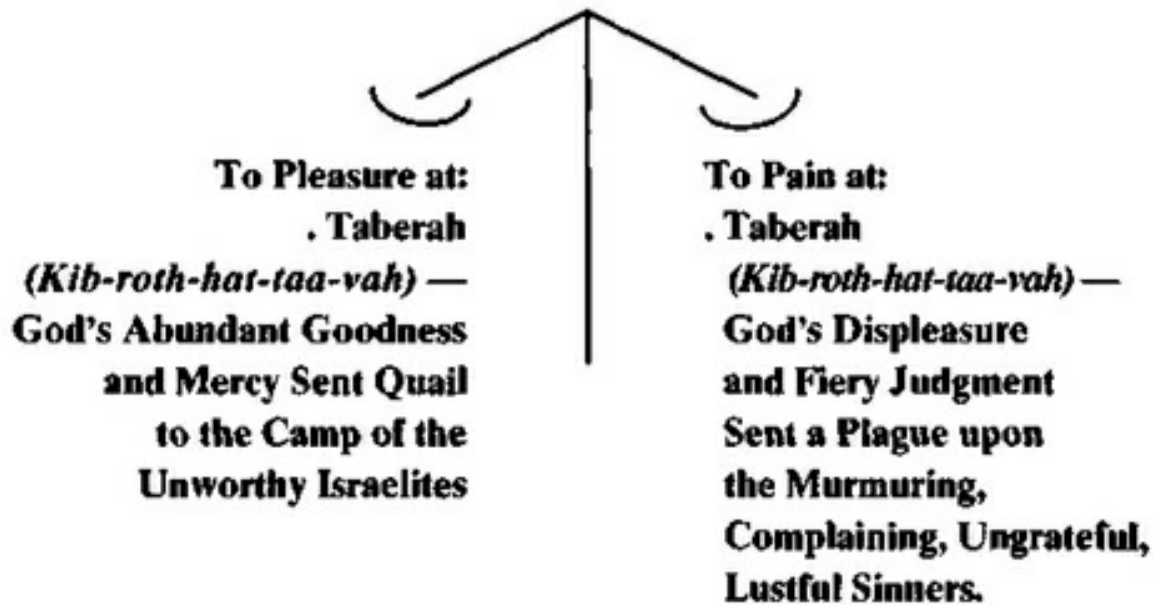 To Pleasure at:
. Taberah
(Kib-roth-hat-taa-vah) —
God's Abundant Goodness
and Mercy Sent Quail
to the Camp of the
Unworthy Israelites
To Pain at:
. Taberah
(Kib-roth-hat-taa-vah) —
God's Displeasure
and Fiery Judgment
Sent a Plague upon
the Murmuring,
Complaining, Ungrateful,
Lustful Sinners.